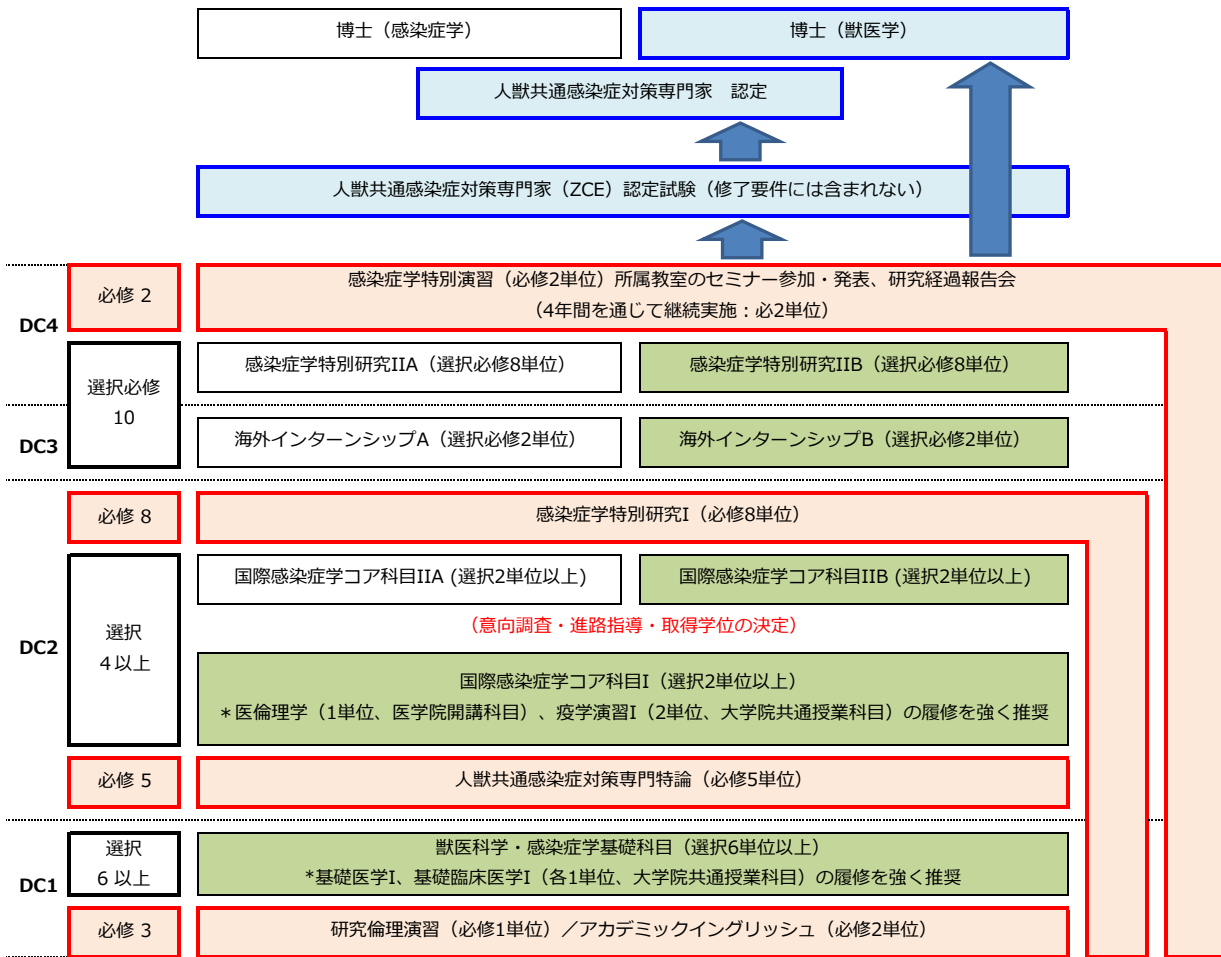 博士（感染症学）
博士（獣医学）
人獣共通感染症対策専門家　認定
人獣共通感染症対策専門家（ZCE）認定試験（修了要件には含まれない）
DC4
必修 2
感染症学特別演習（必修2単位）所属教室のセミナー参加・発表、研究経過報告会
（4年間を通じて継続実施：必2単位）
選択必修
10
感染症学特別研究IIA（選択必修8単位）
感染症学特別研究IIB（選択必修8単位）
DC3
海外インターンシップA（選択必修2単位）
海外インターンシップB（選択必修2単位）
必修 8
感染症学特別研究I（必修8単位）
DC2
選択
4以上
国際感染症学コア科目IIA (選択2単位以上)
国際感染症学コア科目IIB (選択2単位以上)
（意向調査・進路指導・取得学位の決定）
国際感染症学コア科目I（選択2単位以上）
＊医倫理学（1単位、医学院開講科目）、疫学演習I（2単位、大学院共通授業科目）の履修を強く推奨
必修 5
人獣共通感染症対策専門特論（必修5単位）
DC1
選択
6 以上
獣医科学・感染症学基礎科目（選択6単位以上）
*基礎医学I、基礎臨床医学I（各1単位、大学院共通授業科目）の履修を強く推奨
必修 3
研究倫理演習（必修1単位）／アカデミックイングリッシュ（必修2単位）